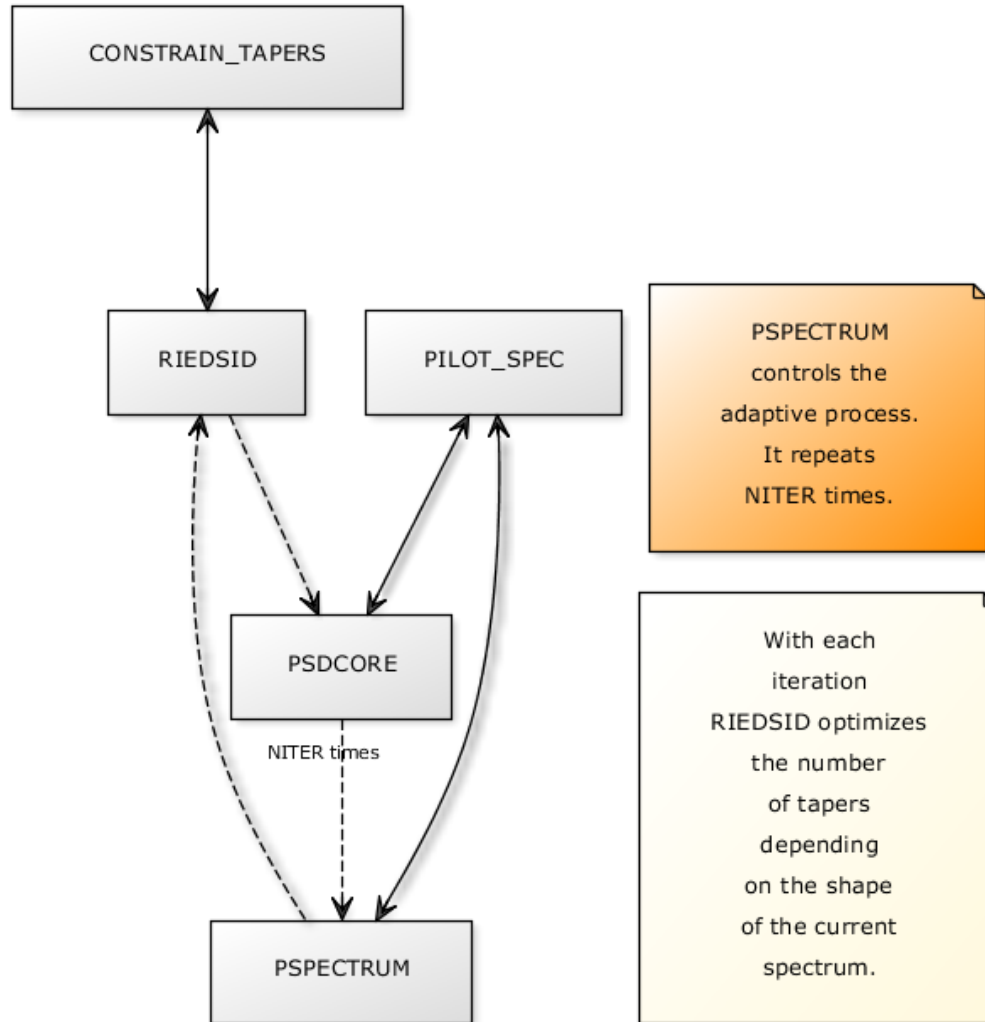 CONSTRAIN_TAPERS
RIEDSID
PILOT_SPEC
PSDCORE
NITER times
PSPECTRUM
PSPECTRUM
controls the
adaptive process.
It repeats
NITER times.
With each
iteration
RIEDSID optimizes
the number
of tapers
depending
on the shape
of the current
spectrum.